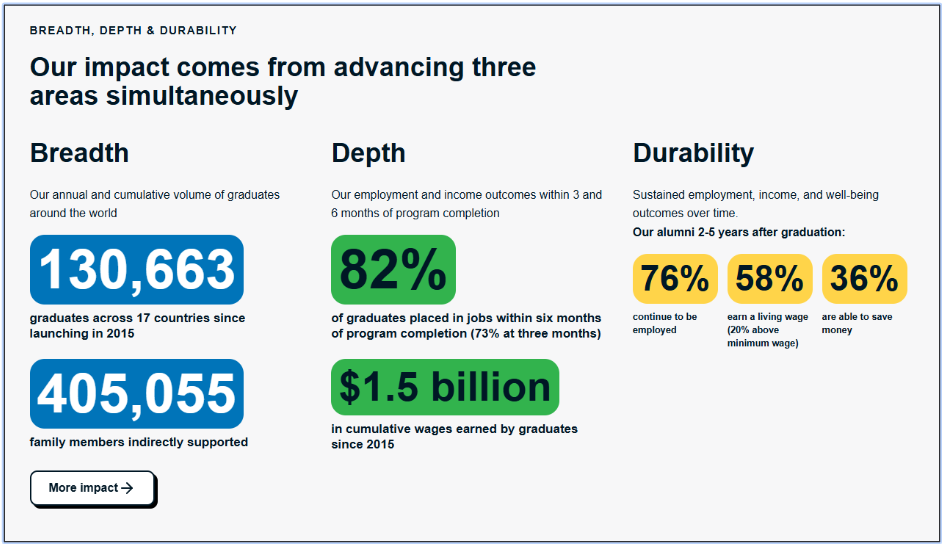 BREADTH, DEPTH & DURABILITY
Our impact comes from advancing three
areas simultaneously
Breadth
Our annual and cumulative volume of graduates
around the world
130,663
graduates across 17 countries since
launching in 2015
405,055
family members indirectly supported
More impact→
Depth
Our employment and income outcomes within 3 and
6 months of program completion
82%
of graduates placed in jobs within six months
of program completion (73% at three months)
$1.5 billion
in cumulative wages earned by graduates
since 2015
Durability
Sustained employment, income, and well-being
outcomes over time.
Our alumni 2-5 years after graduation:
76%
continue to be
employed
58%
earn a living wage
(20% above
minimum wage)
36%
are able to save
money